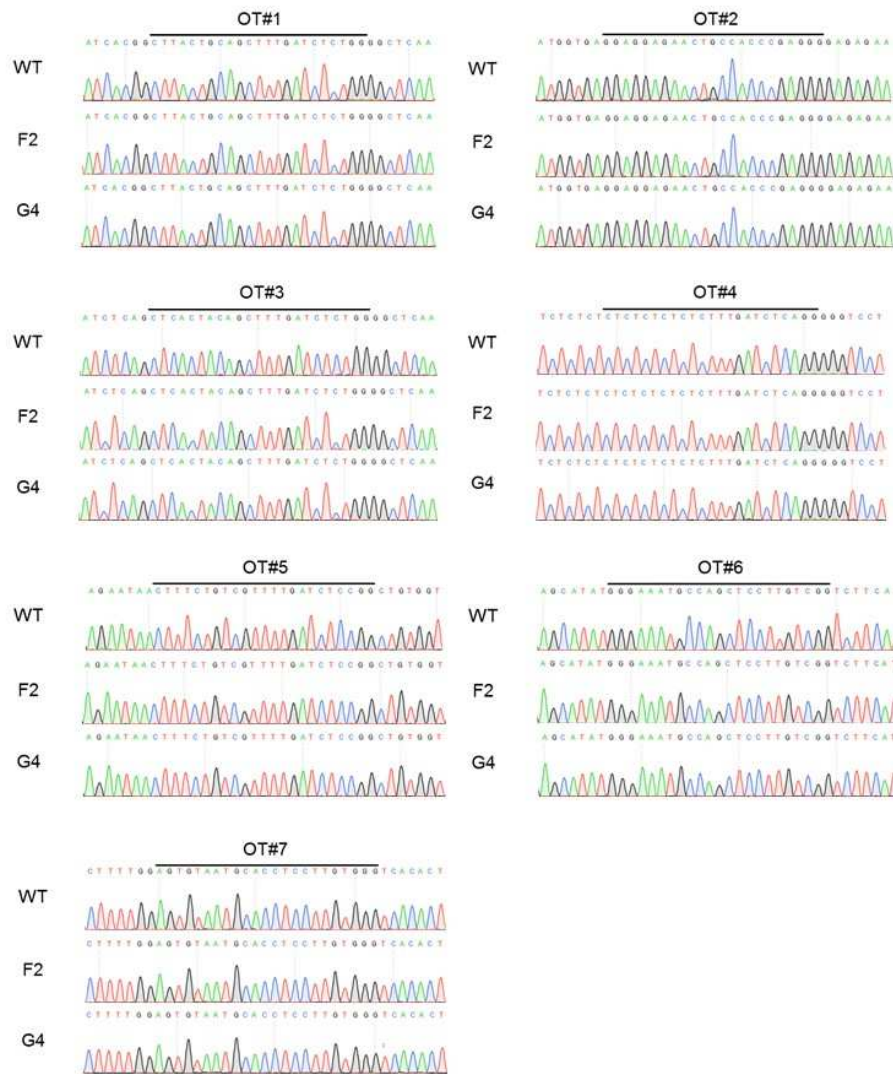 OT#1
ATCACGGCTTACTGCAGCTTTGATCTCTGGGGCTCAA
WT
ATCACGGCTTACTGCAGCTTTGATCTCTGGGGCTCAA
F2
ATCACGGCTTACTGCAGCTTTGATCTCTGGGGCTCAA
G4
OT#2
ATGGTGAGGAGGAGAACTGCCACCCGAGGGGAGAGAA
WT
ATGGTGAGGAGGAGAACTGCCACCCGAGGGGAGAGAA
F2
ATGGTGAGGAGGAGAACTGCCACCCGAGGGGAGAGAA
G4
OT#3
ATCTCAGCTCACTACAGCTTTGATCTCTGGGGCTCAA
WT
ATCTCAGCTCACTACAGCTTTGATCTCTGGGGCTCAA
F2
ATCTCAGCTCACTACAGCTTTGATCTCTGGGGCTCAA
G4
OT#4
TCTCTCTCTCTCTCTCTCTTTGATCTCAGGGGGTCCT
WT
TCTCTCTCTCTCTCTCTCTTTGATCTCAGGGGGTCCT
F2
TCTCTCTCTCTCTCTCTCTTTGATCTCAGGGGGTCCT
G4
OT#5
AGAATAACTTTCTGTCGTTTTGATCTCCGGCTGTGGT
WT
AGAATAACTTTCTGTCGTTTTGATCTCCGGCTGTGGT
F2
AGAATAACTTTCTGTCGTTTTGATCTCCGGCTGTGGT
G4
OT#6
AGCATATGGGAAATGCCAGCTCCTTGTCGGTCTTCA
WT
AGCATATGGGAAATGCCAGCTCCTTGTCGGTCTTCAT
F2
AGCATATGGGAAATGCCAGCTCCTTGTCGGTCTTCAT
G4
OT#7
CTTTTGGAGTGTAATGCACCTCCTTGTGGGTCACACT
WT
CTTTTGGAGTGTAATGCACCTCCTTGTGGGTCACACT
F2
CTTTTGGAGTGTAATGCACCTCCTTGTGGGTCACACT
G4